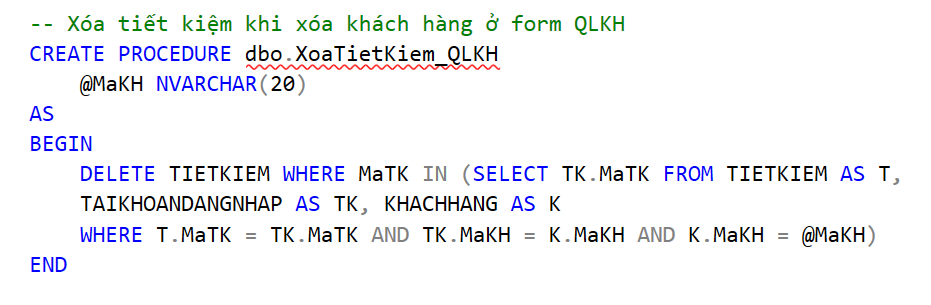 -- Xóa tiết kiệm khi xóa khách hàng ở form QLKH
CREATE PROCEDURE dbo.XoaTietKiem_QLKH
@MaKH NVARCHAR(20)
AS
BEGIN
DELETE TIETKIEM WHERE MaTK IN (SELECT TK.MaTK FROM TIETKIEM AS T,
TAIKHOANDANGNHAP AS TK, KHACHHANG AS K
WHERE T.MaTK = TK.MaTK AND TK.MaKH = K.MaKH AND K.MaKH = @MaKH)
END